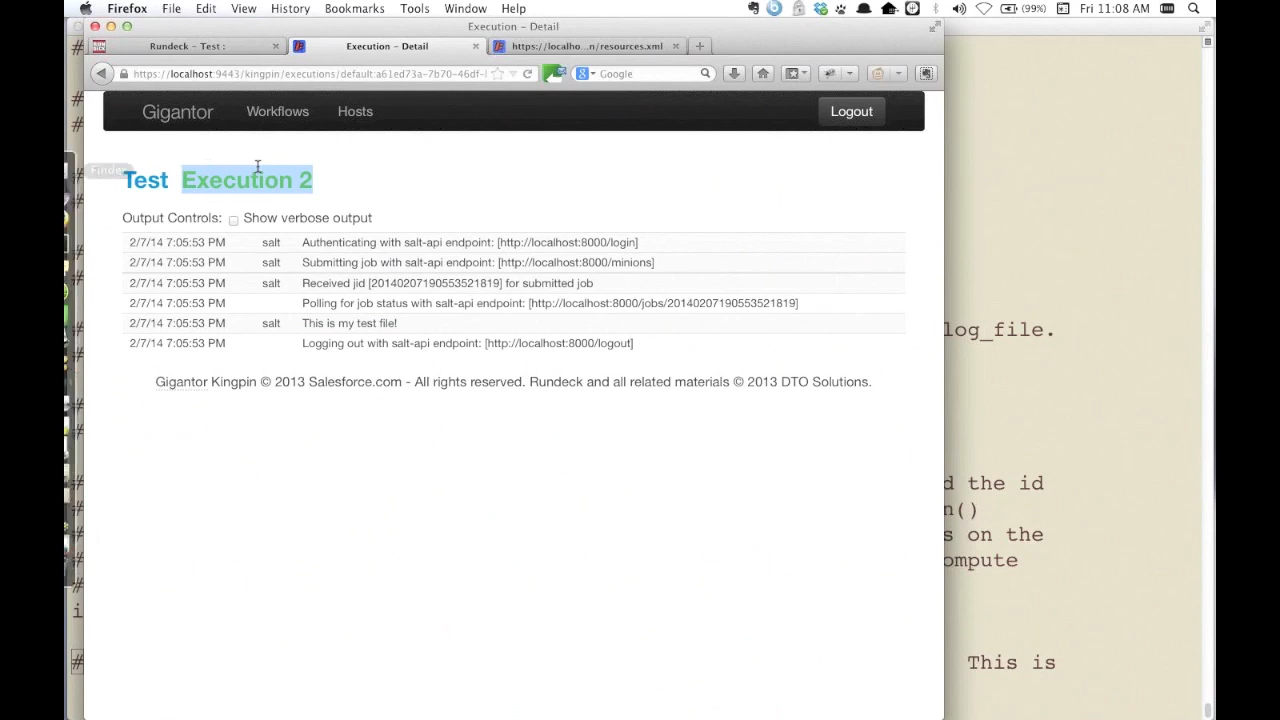 Firefox File Edit View History Bookmarks Tools Window Help (99%) Fri 11:08 AM
Execution – Detail
Rundeck – Test : × Execution – Detail × https://localho...n/resources.xml × +
https://localhost:9443/kingpin/executions/default:a61ed73a-7b70-46df-l Google
Gigantor Workflows Hosts Logout
Finder
Test Execution 2
Output Controls: Show verbose output
2/7/14 7:05:53 PM salt Authenticating with salt-api endpoint: [http://localhost:8000/login]
2/7/14 7:05:53 PM salt Submitting job with salt-api endpoint: [http://localhost:8000/minions]
2/7/14 7:05:53 PM salt Received jid [20140207190553521819] for submitted job
2/7/14 7:05:53 PM Polling for job status with salt-api endpoint: [http://localhost:8000/jobs/20140207190553521819]
2/7/14 7:05:53 PM salt This is my test file!
2/7/14 7:05:53 PM Logging out with salt-api endpoint: [http://localhost:8000/logout]
Gigantor Kingpin © 2013 Salesforce.com - All rights reserved. Rundeck and all related materials © 2013 DTO Solutions.
log_file.
d the id
n()
s on the
ompute
i
# This is